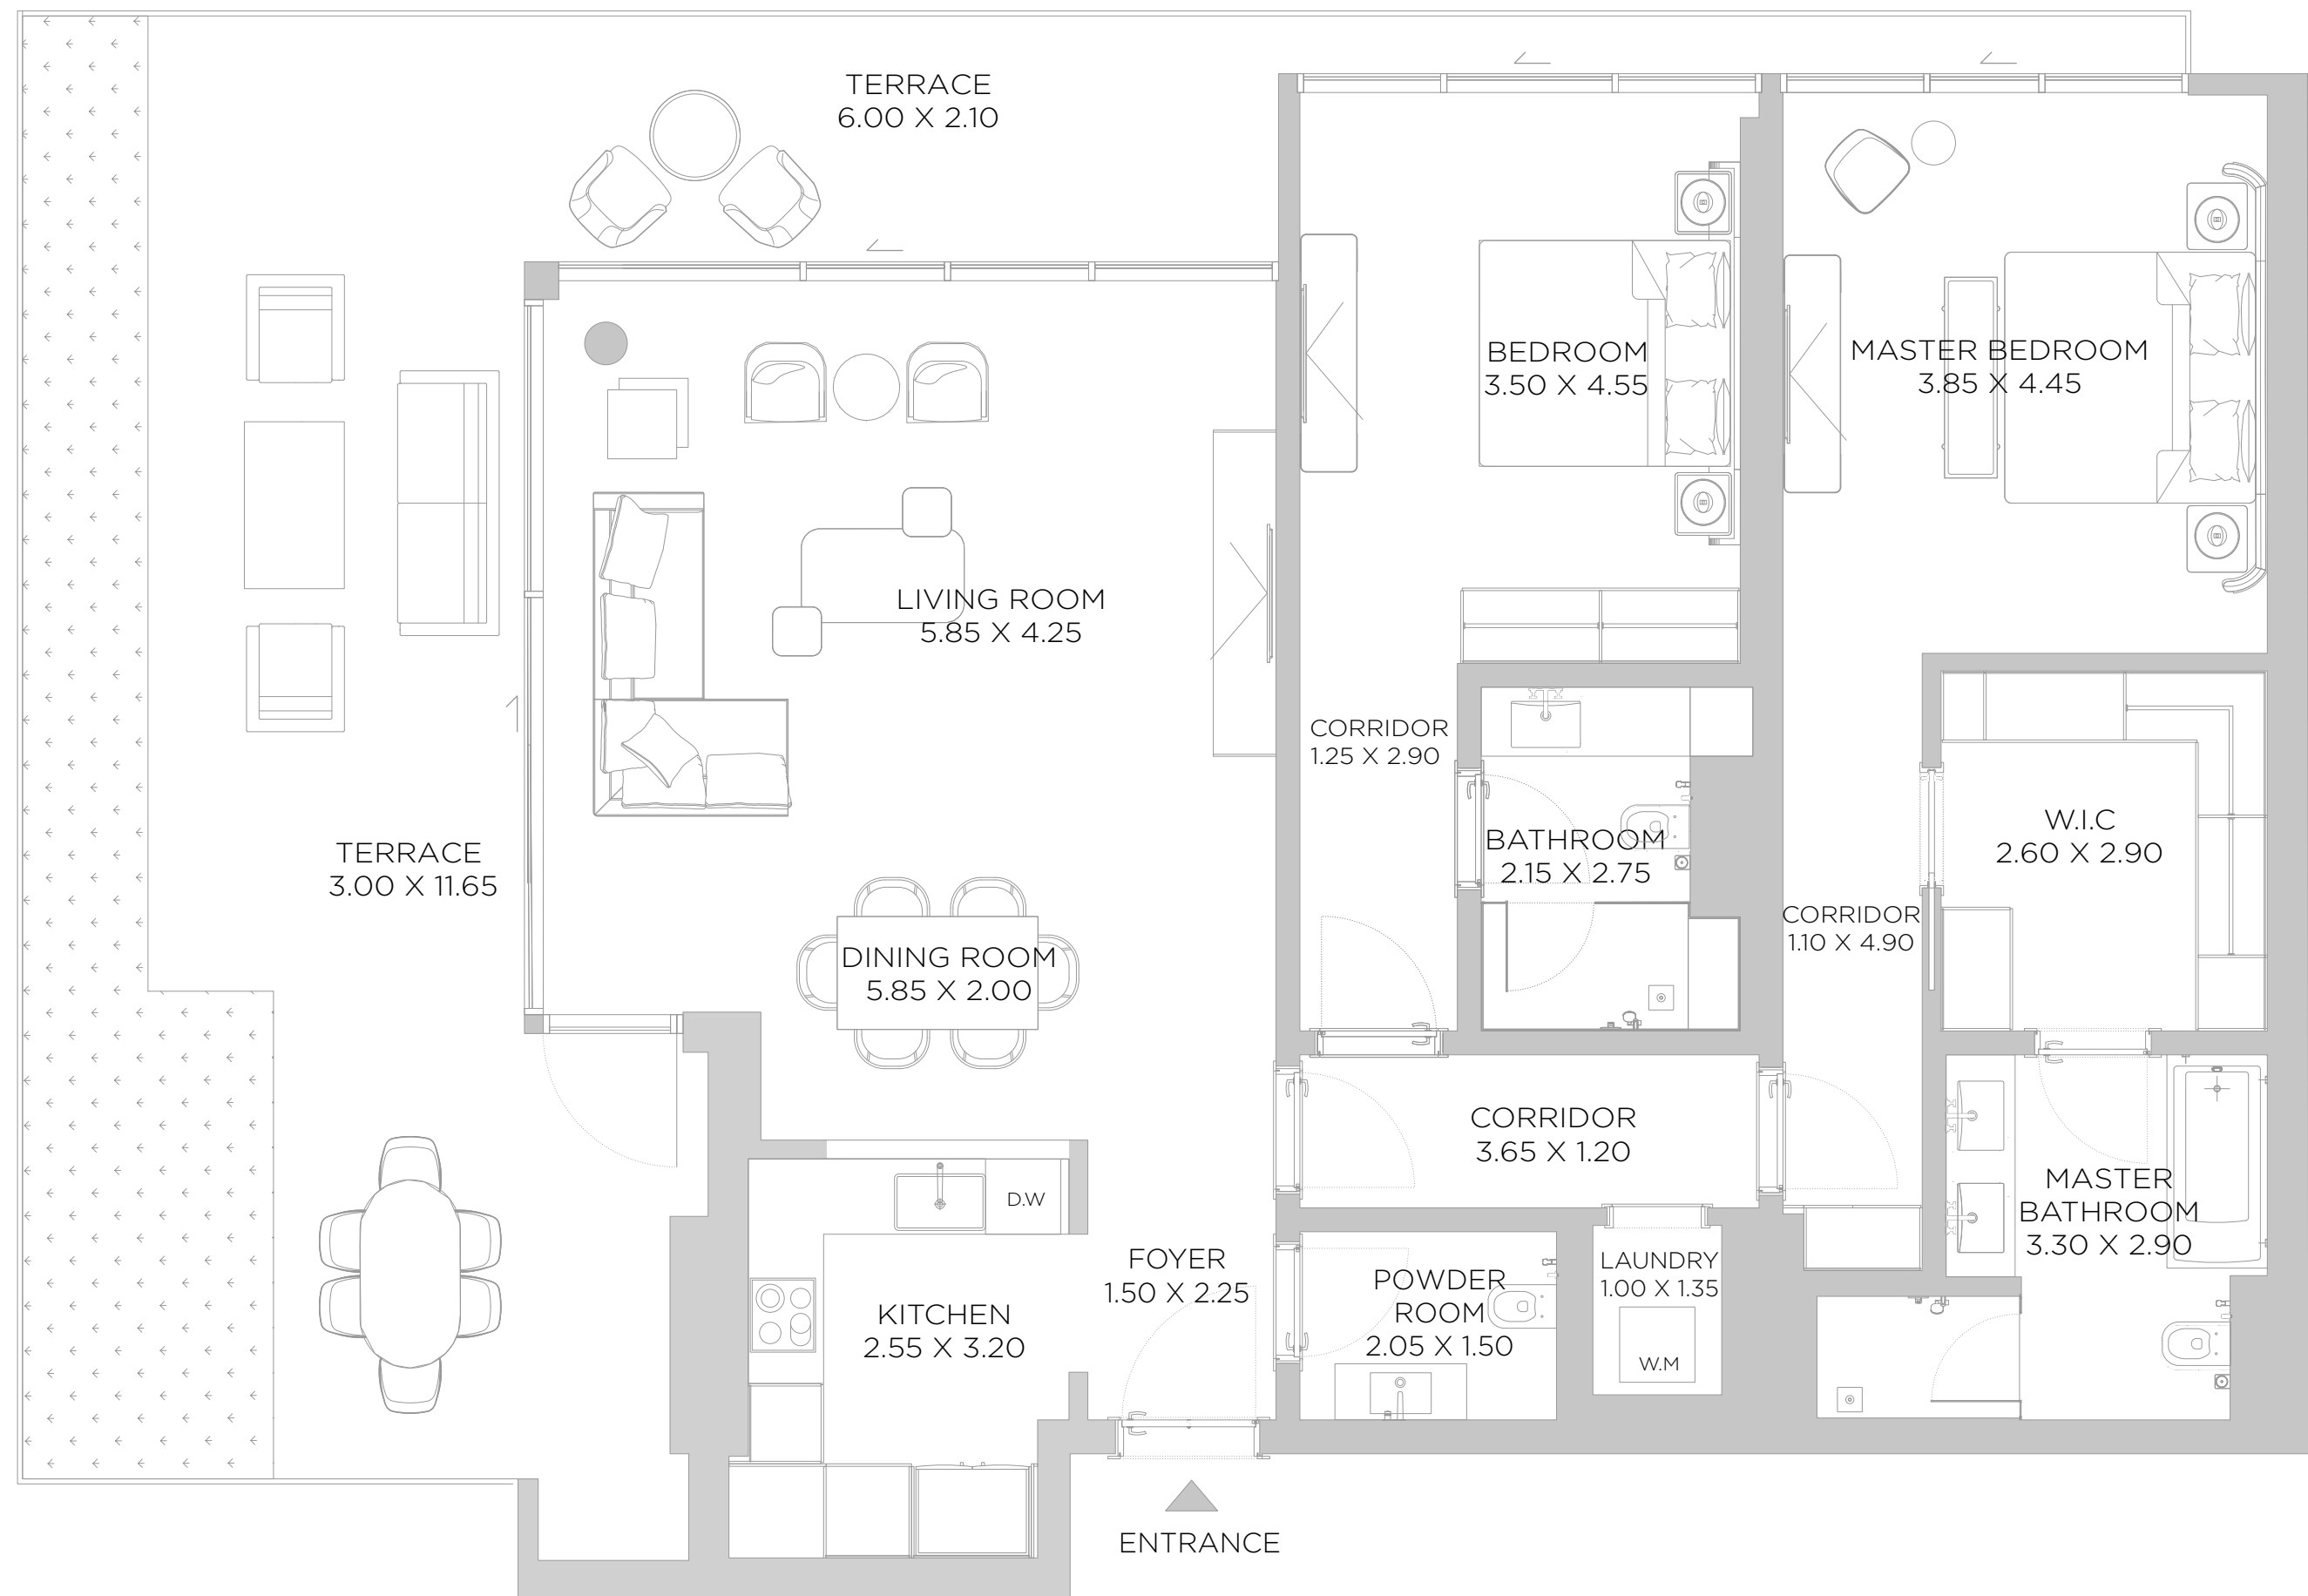 TERRACE
6.00 X 2.10
BEDROOM
3.50 X 4.55
MASTER BEDROOM
3.85 X 4.45
LIVING ROOM
5.85 X 4.25
CORRIDOR
1.25 X 2.90
BATHROOM
2.15 X 2.75
W.I.C
2.60 X 2.90
TERRACE
3.00 X 11.65
CORRIDOR
1.10 X 4.90
DINING ROOM
5.85 X 2.00
CORRIDOR
3.65 X 1.20
MASTER
BATHROOM
3.30 X 2.90
D.W
FOYER
1.50 X 2.25
LAUNDRY
1.00 X 1.35
POWDER
ROOM
2.05 X 1.50
KITCHEN
2.55 X 3.20
W.M
ENTRANCE